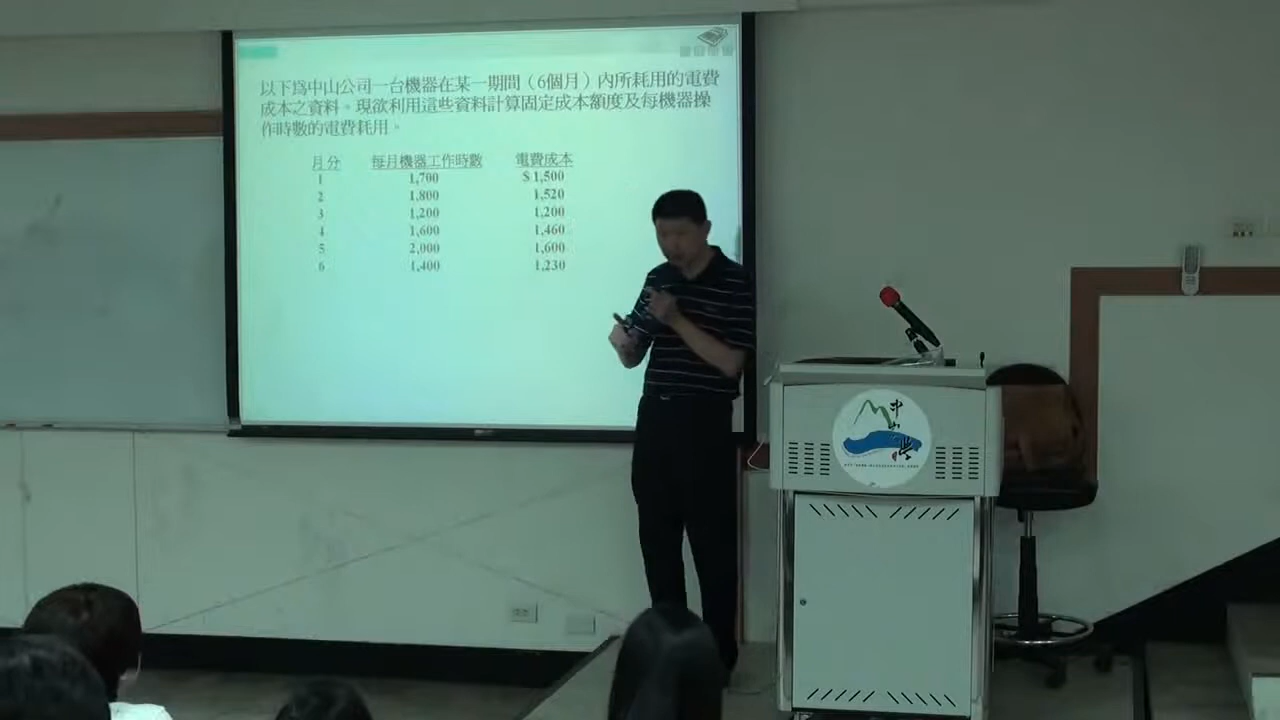 以下為中山公司一台機器在某一期間（6個月）內所耗用的電費
成本之資料。現欲利用這些資料計算固定成本額度及每機器操
作時數的電費耗用。
月分 每月機器工作時數 電費成本
1 1,700 $1,500
2 1,800 1,520
3 1,200 1,200
4 1,600 1,460
5 2,000 1,600
6 1,400 1,230
中
興